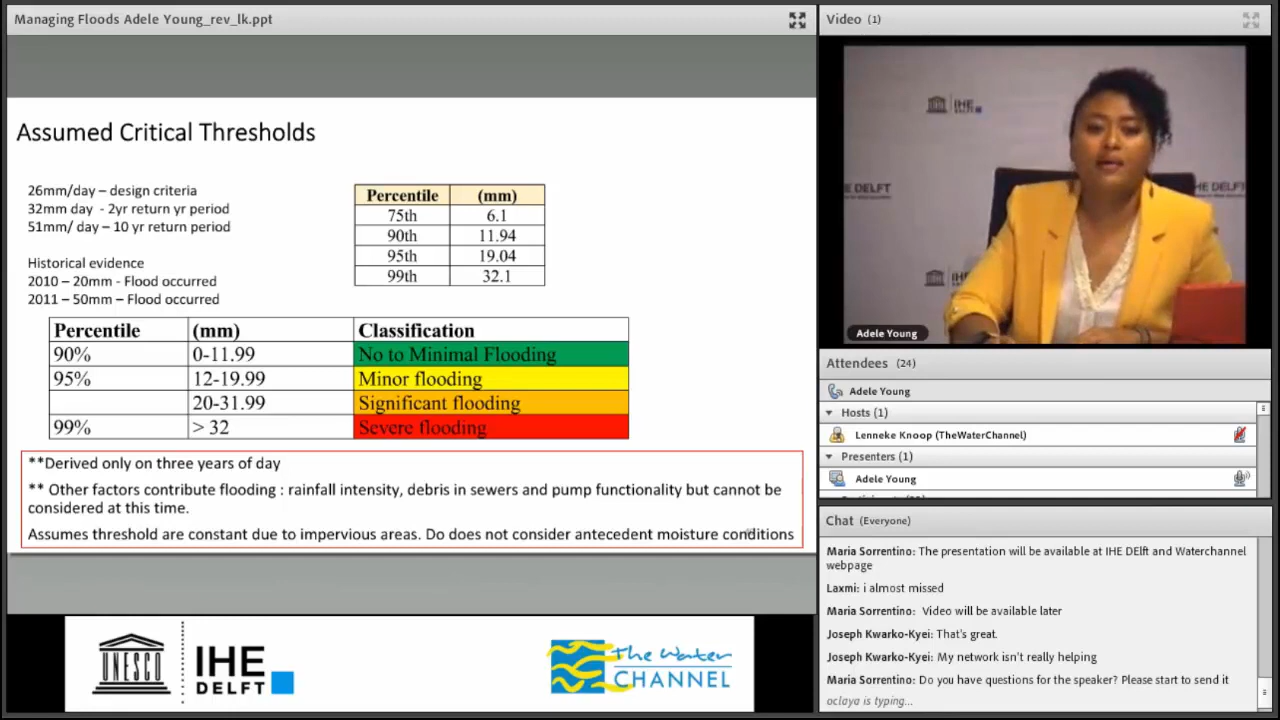 Managing Floods Adele Young_rev_lk.ppt
Assumed Critical Thresholds
26mm/day – design criteria
32mm day - 2yr return yr period
51mm/ day – 10 yr return period
Historical evidence
2010 – 20mm - Flood occurred
2011 – 50mm – Flood occurred
Percentile (mm)
75th 6.1
90th 11.94
95th 19.04
99th 32.1
Percentile (mm) Classification
90% 0-11.99 No to Minimal Flooding
95% 12-19.99 Minor flooding
20-31.99 Significant flooding
99% > 32 Severe flooding
**Derived only on three years of day
** Other factors contribute flooding : rainfall intensity, debris in sewers and pump functionality but cannot be
considered at this time.
Assumes threshold are constant due to impervious areas. Do does not consider antecedent moisture conditions
UNESCO
IHE
DELFT
The Water
CHANNEL
Video (1)
IHE
E DELFT
HE DELFT
IHE
Adele Young
Attendees (24)
Adele Young
Hosts (1)
Lenneke Knoop (TheWaterChannel)
Presenters (1)
Adele Young
Chat (Everyone)
Maria Sorrentino: The presentation will be available at IHE DElft and Waterchannel
webpage
Laxmi: i almost missed
Maria Sorrentino: Video will be available later
Joseph Kwarko-Kyei: That's great.
Joseph Kwarko-Kyei: My network isn't really helping
Maria Sorrentino: Do you have questions for the speaker? Please start to send it
oclaya is typing...